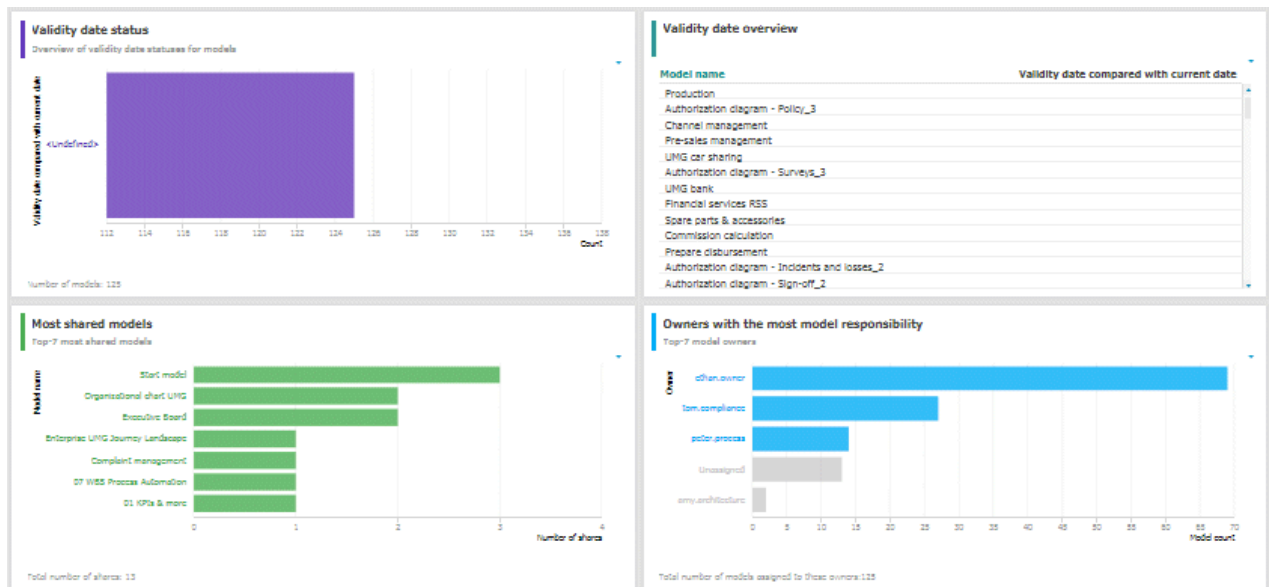 Validity date status
Overview of validity date statuses for models
Validity date compared with current date
<Undefined>
112 114 116 118 120 122 124 126 128 130 132 134 136 138
Count
Number of models: 125
Validity date overview
Model name Validity date compared with current date
Production
Authorization diagram - Policy_3
Channel management
Pre-sales management
UMG car sharing
Authorization diagram - Surveys_3
UMG bank
Financial services RSS
Spare parts & accessories
Commission calculation
Prepare disbursement
Authorization diagram - Incidents and losses_2
Authorization diagram - Sign-off_2
Most shared models
Top-7 most shared models
Model name
Start model
Organizational chart UMG
Executive Board
Enterprise UMG Journey Landscape
Complaint management
07 WBS Process Automation
01 KPIs & more
0 1 2 3 4
Number of shares
Total number of shares: 13
Owners with the most model responsibility
Top-7 model owners
Owner
ethan.owner
tom.compliance
peter.process
Unassigned
amy.architecture
0 5 10 15 20 25 30 35 40 45 50 55 60 65 70
Model count
Total number of models assigned to these owners:125